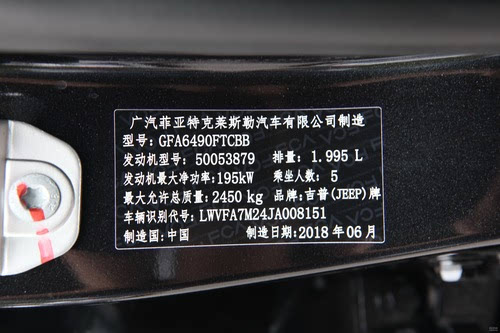 广汽菲亚特克莱斯勒汽车有限公司制造
型号：GFA6490FTCBB
发动机型号：50053879 排量：1.995 L
发动机最大净功率：195kW 乘坐人数：5
最大允许总质量：2450 kg 品牌：吉普(JEEP)牌
车辆识别代号：LWVFA7M24JA008151
制造国：中国 制造日期：2018 年 06 月